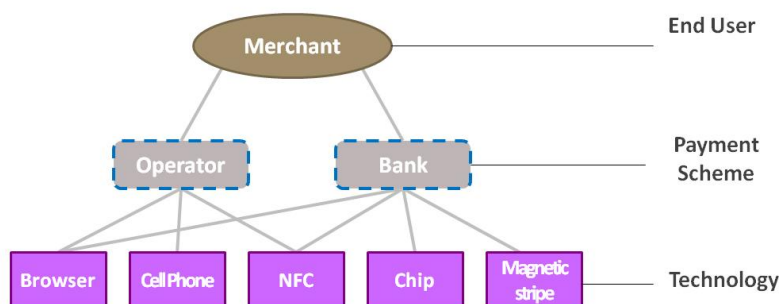 Merchant
End User
Operator
Bank
Payment
Scheme
Browser
Cell Phone
NFC
Chip
Magnetic
stripe
Technology